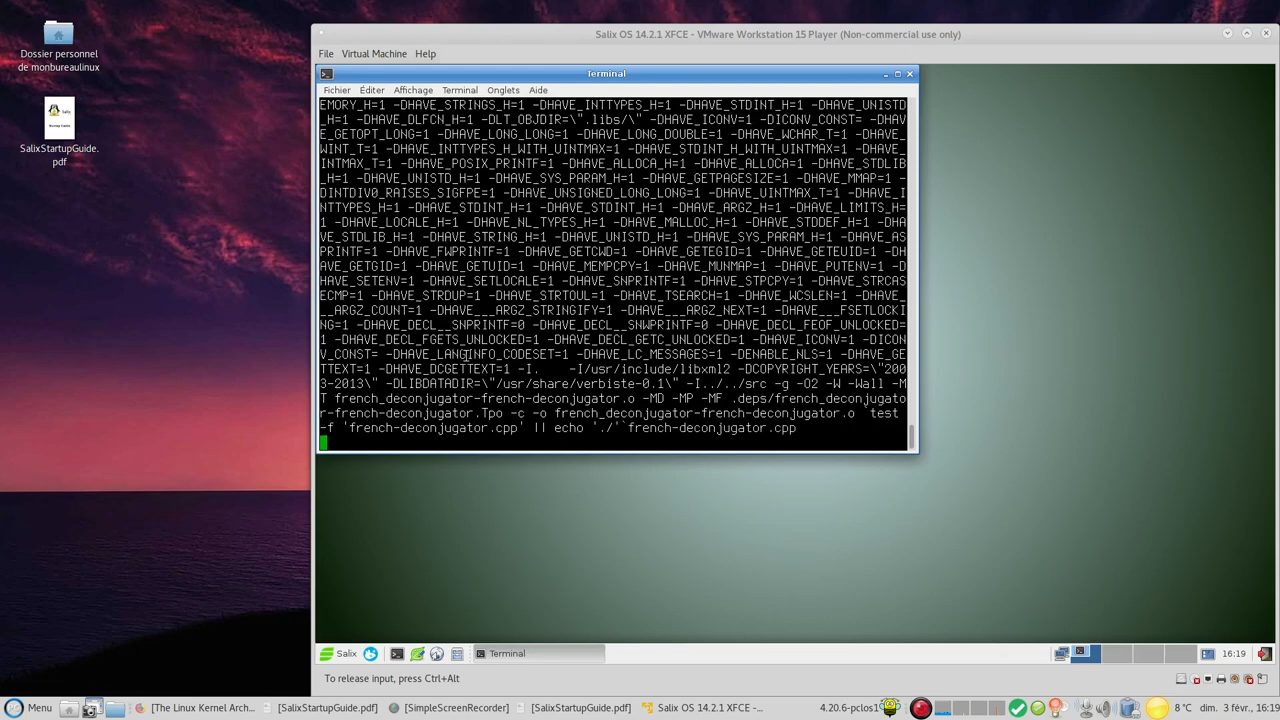 Dossier personnel
de monbureaulinux
SalixStartupGuide.
pdf
Salix OS 14.2.1 XFCE - VMware Workstation 15 Player (Non-commercial use only)
File Virtual Machine Help
Terminal
Fichier Éditer Affichage Terminal Onglets Aide
EMORY_H=1 -DHAVE_STRINGS_H=1 -DHAVE_INTTYPES_H=1 -DHAVE_STDINT_H=1 -DHAVE_UNISTD
_H=1 -DHAVE_DLFCN_H=1 -DLT_OBJDIR=\".libs/\" -DHAVE_ICONV=1 -DICONV_CONST= -DHAV
E_GETOPT_LONG=1 -DHAVE_LONG_LONG=1 -DHAVE_LONG_DOUBLE=1 -DHAVE_WCHAR_T=1 -DHAVE_
WINT_T=1 -DHAVE_INTTYPES_H_WITH_UINTMAX=1 -DHAVE_STDINT_H_WITH_UINTMAX=1 -DHAVE_
INTMAX_T=1 -DHAVE_POSIX_PRINTF=1 -DHAVE_ALLOCA_H=1 -DHAVE_ALLOCA=1 -DHAVE_STDLIB
_H=1 -DHAVE_UNISTD_H=1 -DHAVE_SYS_PARAM_H=1 -DHAVE_GETPAGESIZE=1 -DHAVE_MMAP=1 -
DINTDIV0_RAISES_SIGFPE=1 -DHAVE_UNSIGNED_LONG_LONG=1 -DHAVE_UINTMAX_T=1 -DHAVE_I
NTTYPES_H=1 -DHAVE_STDINT_H=1 -DHAVE_STDINT_H=1 -DHAVE_ARGZ_H=1 -DHAVE_LIMITS_H=
1 -DHAVE_LOCALE_H=1 -DHAVE_NL_TYPES_H=1 -DHAVE_MALLOC_H=1 -DHAVE_STDDEF_H=1 -DHA
VE_STDLIB_H=1 -DHAVE_STRING_H=1 -DHAVE_UNISTD_H=1 -DHAVE_SYS_PARAM_H=1 -DHAVE_AS
PRINTF=1 -DHAVE_FWPRINTF=1 -DHAVE_GETCWD=1 -DHAVE_GETEGID=1 -DHAVE_GETEUID=1 -DH
AVE_GETGID=1 -DHAVE_GETUID=1 -DHAVE_MEMPCPY=1 -DHAVE_MUNMAP=1 -DHAVE_PUTENV=1 -D
HAVE_SETENV=1 -DHAVE_SETLOCALE=1 -DHAVE_SNPRINTF=1 -DHAVE_STPCPY=1 -DHAVE_STRCAS
ECMP=1 -DHAVE_STRDUP=1 -DHAVE_STRTOUL=1 -DHAVE_TSEARCH=1 -DHAVE_WCSLEN=1 -DHAVE_
__ARGZ_COUNT=1 -DHAVE___ARGZ_STRINGIFY=1 -DHAVE___ARGZ_NEXT=1 -DHAVE___FSETLOCKI
NG=1 -DHAVE_DECL__SNPRINTF=0 -DHAVE_DECL__SNWPRINTF=0 -DHAVE_DECL_FEOF_UNLOCKED=
1 -DHAVE_DECL_FGETS_UNLOCKED=1 -DHAVE_DECL_GETC_UNLOCKED=1 -DHAVE_ICONV=1 -DICON
V_CONST= -DHAVE_LANGINFO_CODESET=1 -DHAVE_LC_MESSAGES=1 -DENABLE_NLS=1 -DHAVE_GE
TTEXT=1 -DHAVE_DCGETTEXT=1 -I. -I/usr/include/libxml2 -DCOPYRIGHT_YEARS=\"200
3-2013\" -DLIBDATADIR=\"/usr/share/verbiste-0.1\" -I../../src -g -O2 -W -Wall -M
T french_deconjugator-french-deconjugator.o -MD -MP -MF .deps/french_deconjugato
r-french-deconjugator.Tpo -c -o french_deconjugator-french-deconjugator.o `test
-f 'french-deconjugator.cpp' || echo './'`french-deconjugator.cpp
Salix Terminal 16:19
To release input, press Ctrl+Alt
Menu [The Linux Kernel Arch... [SalixStartupGuide.pdf] [SimpleScreenRecorder] [SalixStartupGuide.pdf] Salix OS 14.2.1 XFCE -... 4.20.6-pclos1 8 °C dim. 3 févr., 16:19